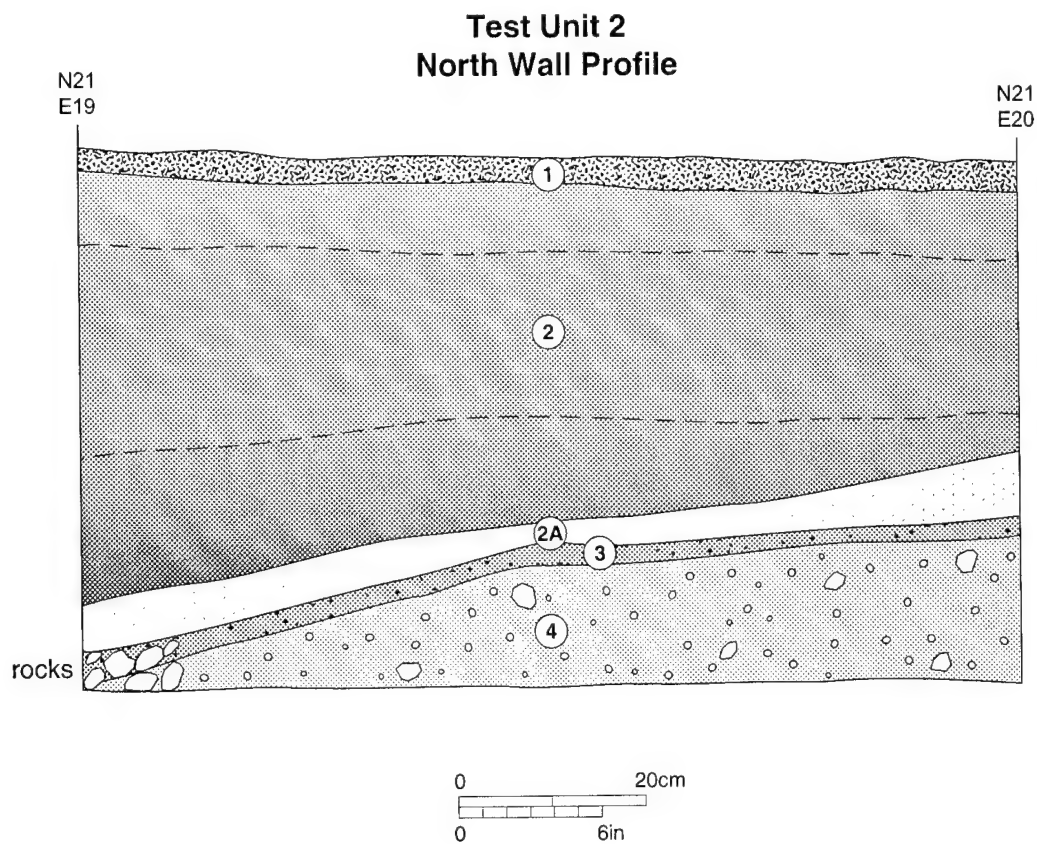 Test Unit 2
North Wall Profile
N21
E19
N21
E20
1
2
2A
3
4
rocks
0 20cm
0 6in